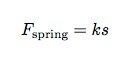 F_spring = ks